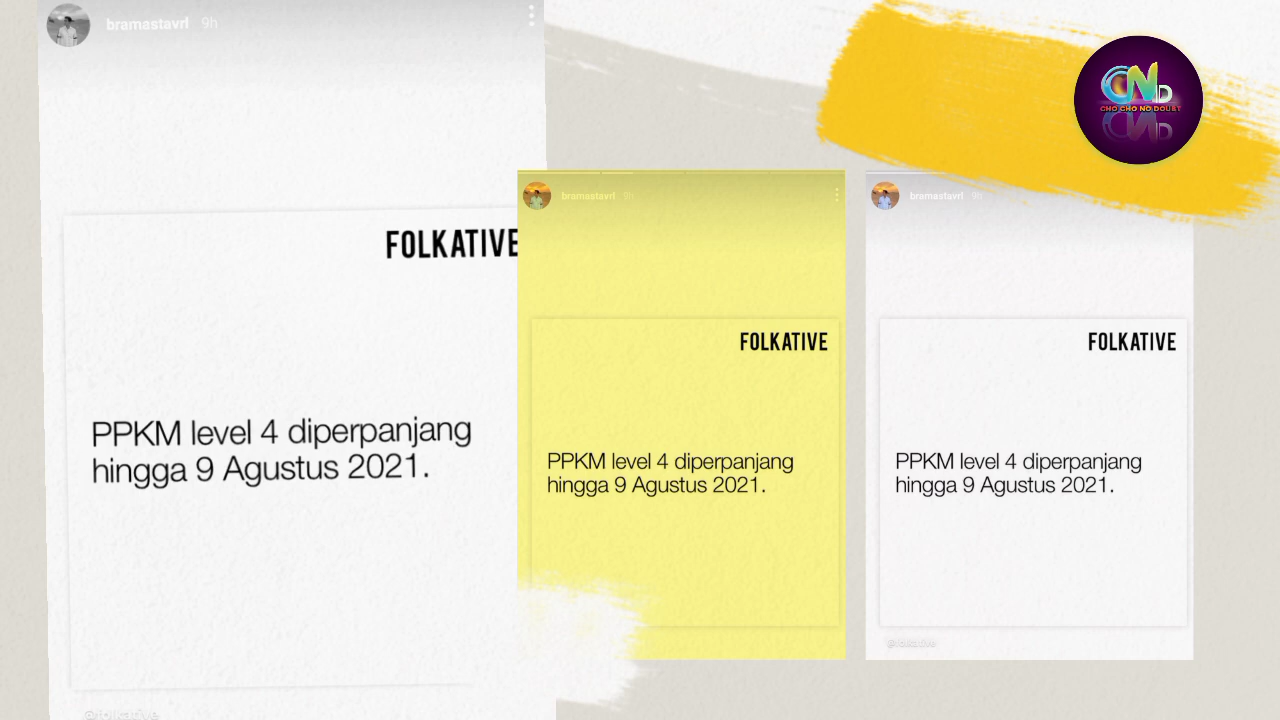 bramastavrl 9h
FOLKATIVE
PPKM level 4 diperpanjang
hingga 9 Agustus 2021.
@folkative
bramastavrl 9h
FOLKATIVE
PPKM level 4 diperpanjang
hingga 9 Agustus 2021.
bramastavrl 9h
FOLKATIVE
PPKM level 4 diperpanjang
hingga 9 Agustus 2021.
@folkative
CND
CHO CHO NO DOUBT